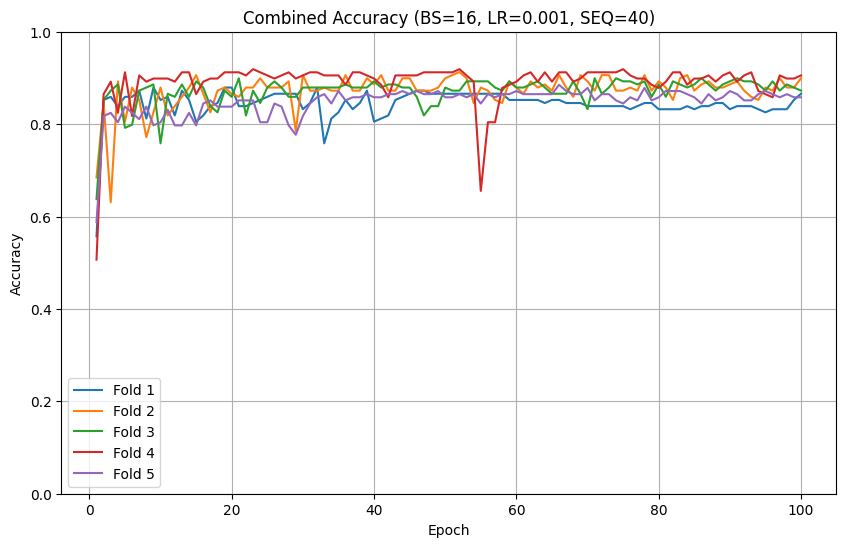 Combined Accuracy (BS=16, LR=0.001, SEQ=40)
1.0
0.8
0.6
0.4
0.2
0.0
Accuracy
Fold 1
Fold 2
Fold 3
Fold 4
Fold 5
0 20 40 60 80 100
Epoch